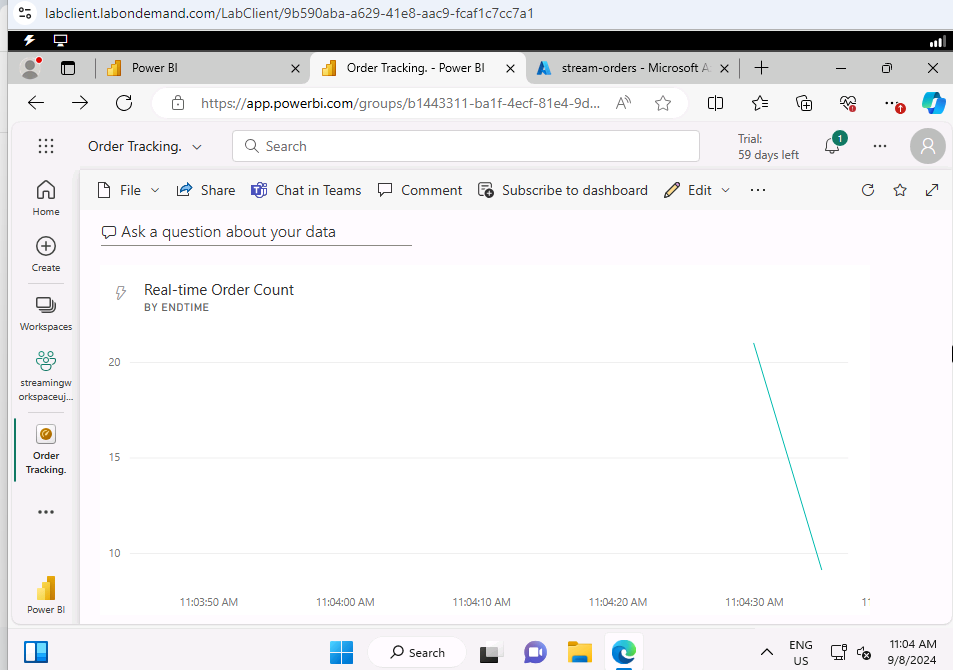 labclient.labondemand.com/LabClient/9b590aba-a629-41e8-aac9-fcaf1c7cc7a1
Power BI
Order Tracking. - Power BI
stream-orders - Microsoft A
https://app.powerbi.com/groups/b1443311-ba1f-4ecf-81e4-9d...
Order Tracking.
Search
Trial:
59 days left
1
File
Share
Chat in Teams
Comment
Subscribe to dashboard
Edit
Home
Create
Workspaces
streamingw
orkspaceuj...
Order
Tracking.
Power BI
Ask a question about your data
Real-time Order Count
BY ENDTIME
20
15
10
11:03:50 AM
11:04:00 AM
11:04:10 AM
11:04:20 AM
11:04:30 AM
11
Search
ENG
US
11:04 AM
9/8/2024